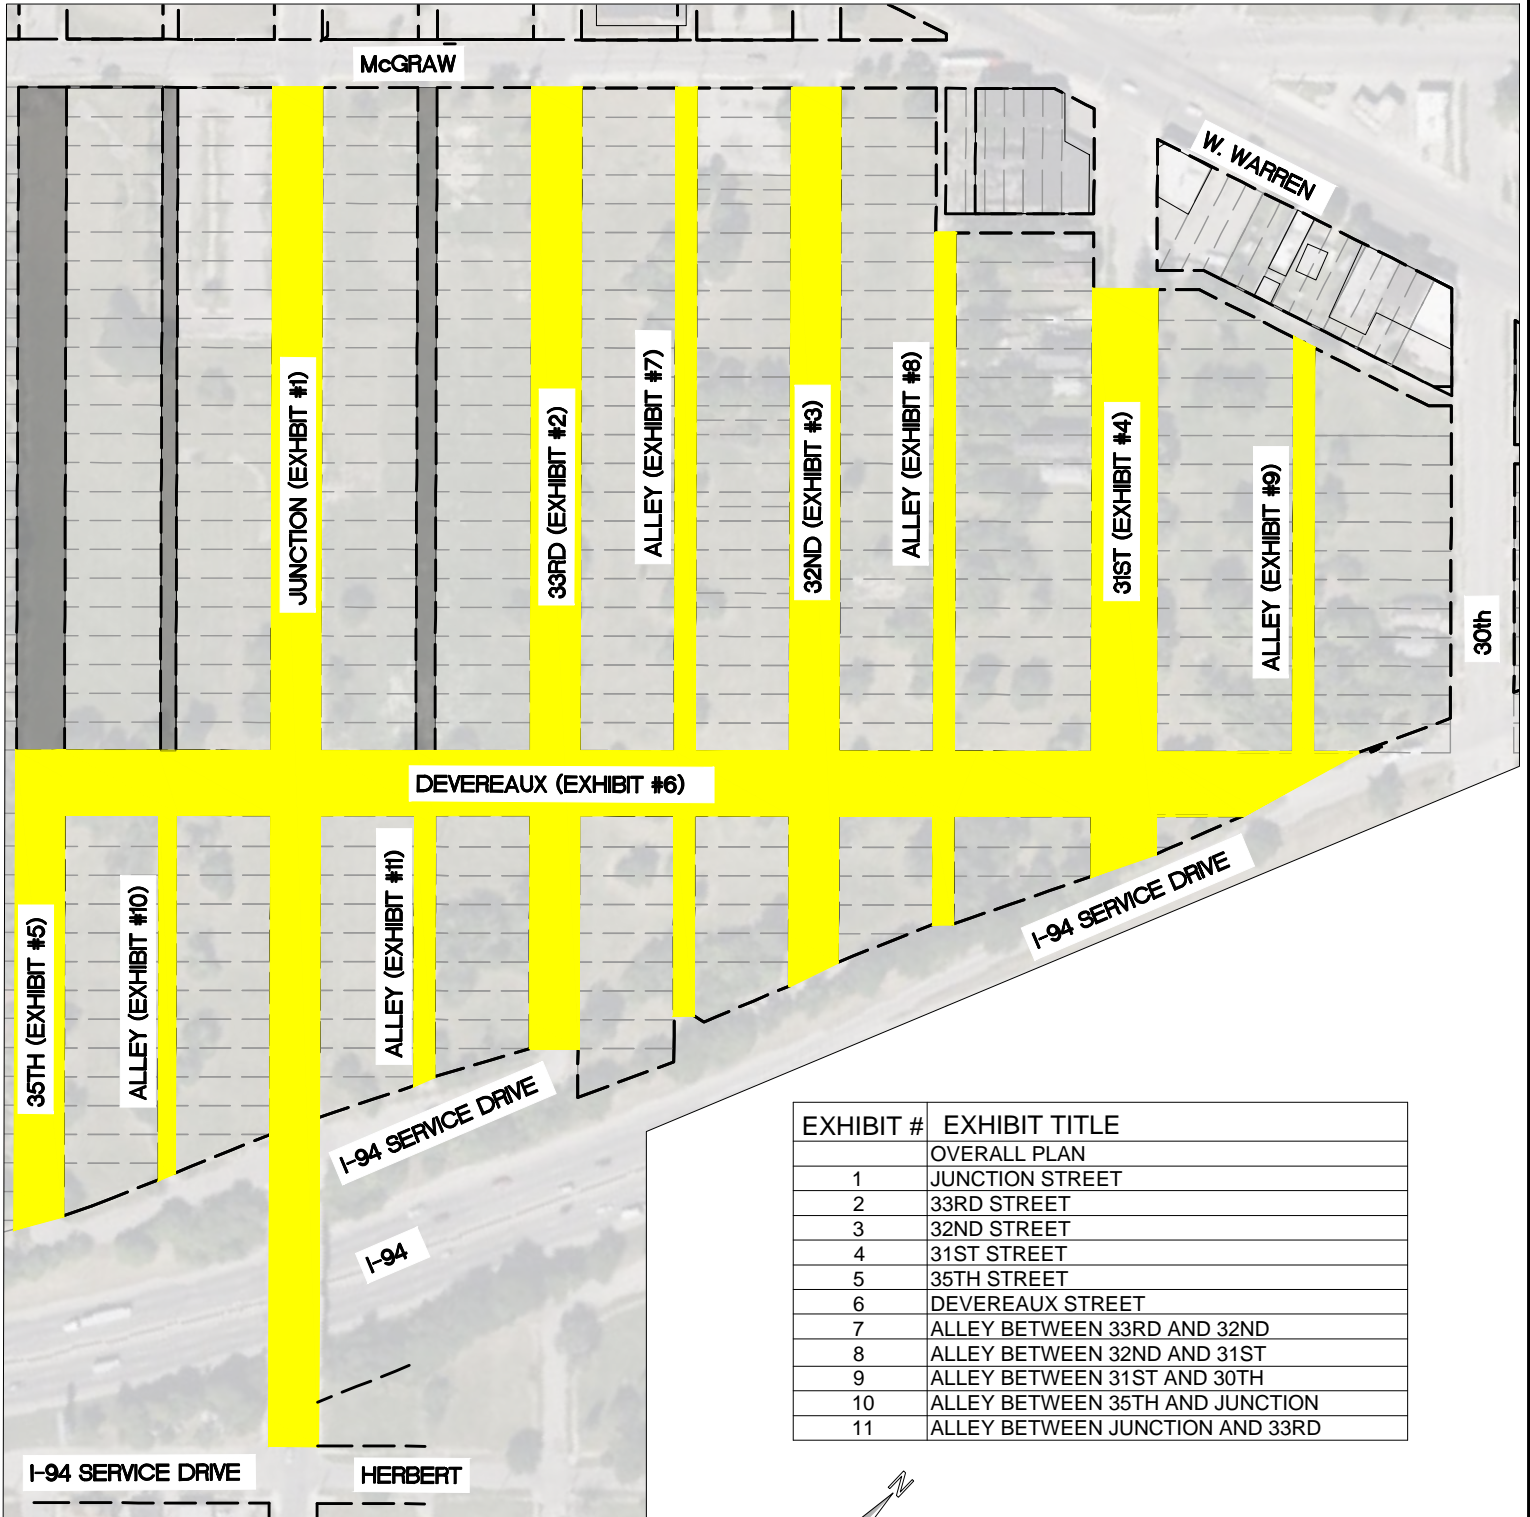 McGRAW
W. WARREN
JUNCTION (EXHBIT #1)
33RD (EXHIBIT #2)
ALLEY (EXHIBIT #7)
32ND (EXHIBIT #3)
ALLEY (EXHIBIT #8)
31ST (EXHIBIT #4)
ALLEY (EXHIBIT #9)
30th
DEVEREAUX (EXHIBIT #6)
35TH (EXHIBIT #5)
ALLEY (EXHIBIT #10)
ALLEY (EXHIBIT #11)
I-94 SERVICE DRIVE
I-94 SERVICE DRIVE
I-94
I-94 SERVICE DRIVE
HERBERT
EXHIBIT # EXHIBIT TITLE
OVERALL PLAN
1 JUNCTION STREET
2 33RD STREET
3 32ND STREET
4 31ST STREET
5 35TH STREET
6 DEVEREAUX STREET
7 ALLEY BETWEEN 33RD AND 32ND
8 ALLEY BETWEEN 32ND AND 31ST
9 ALLEY BETWEEN 31ST AND 30TH
10 ALLEY BETWEEN 35TH AND JUNCTION
11 ALLEY BETWEEN JUNCTION AND 33RD
N